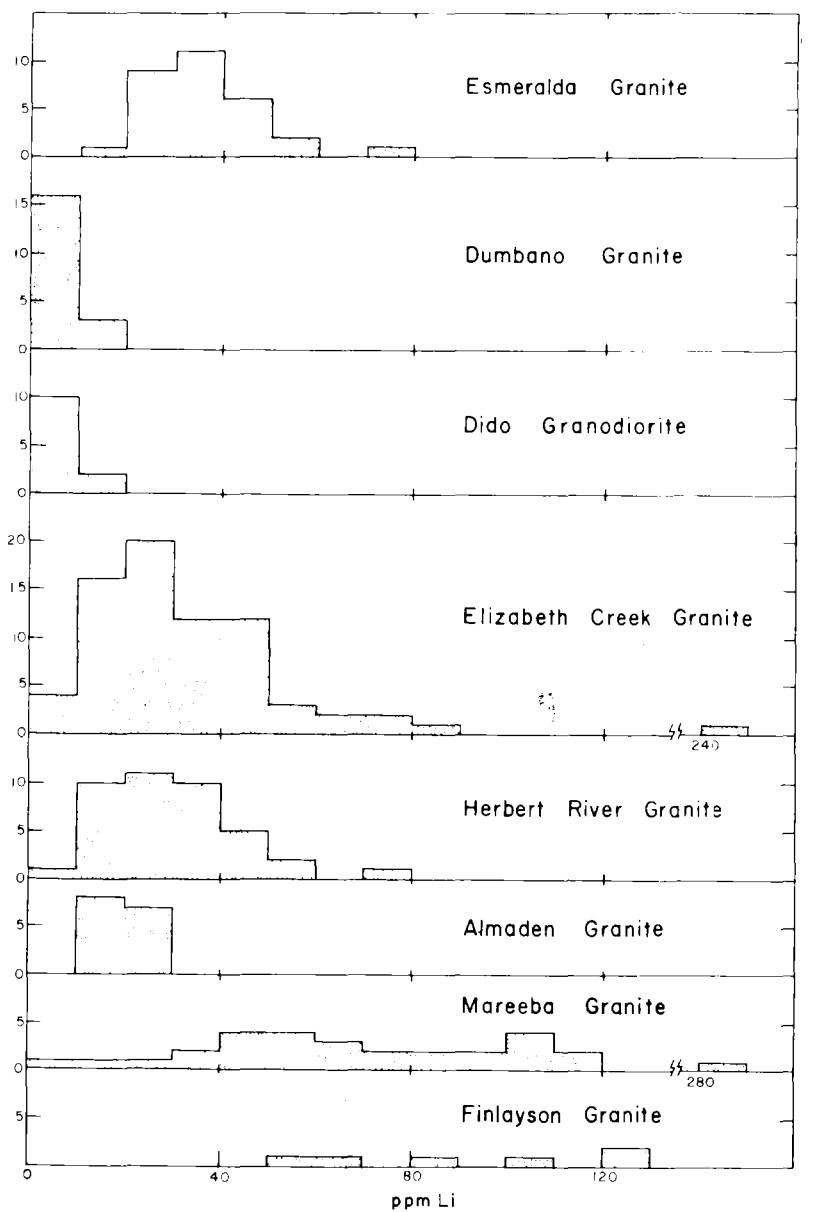 10
5
0
Esmeralda Granite
15
10
5
0
Dumbano Granite
10
5
0
Dido Granodiorite
20
15
10
5
0
Elizabeth Creek Granite
240
10
5
0
Herbert River Granite
5
0
Almaden Granite
5
0
Mareeba Granite
280
5
Finlayson Granite
0 40 80 120
ppm Li